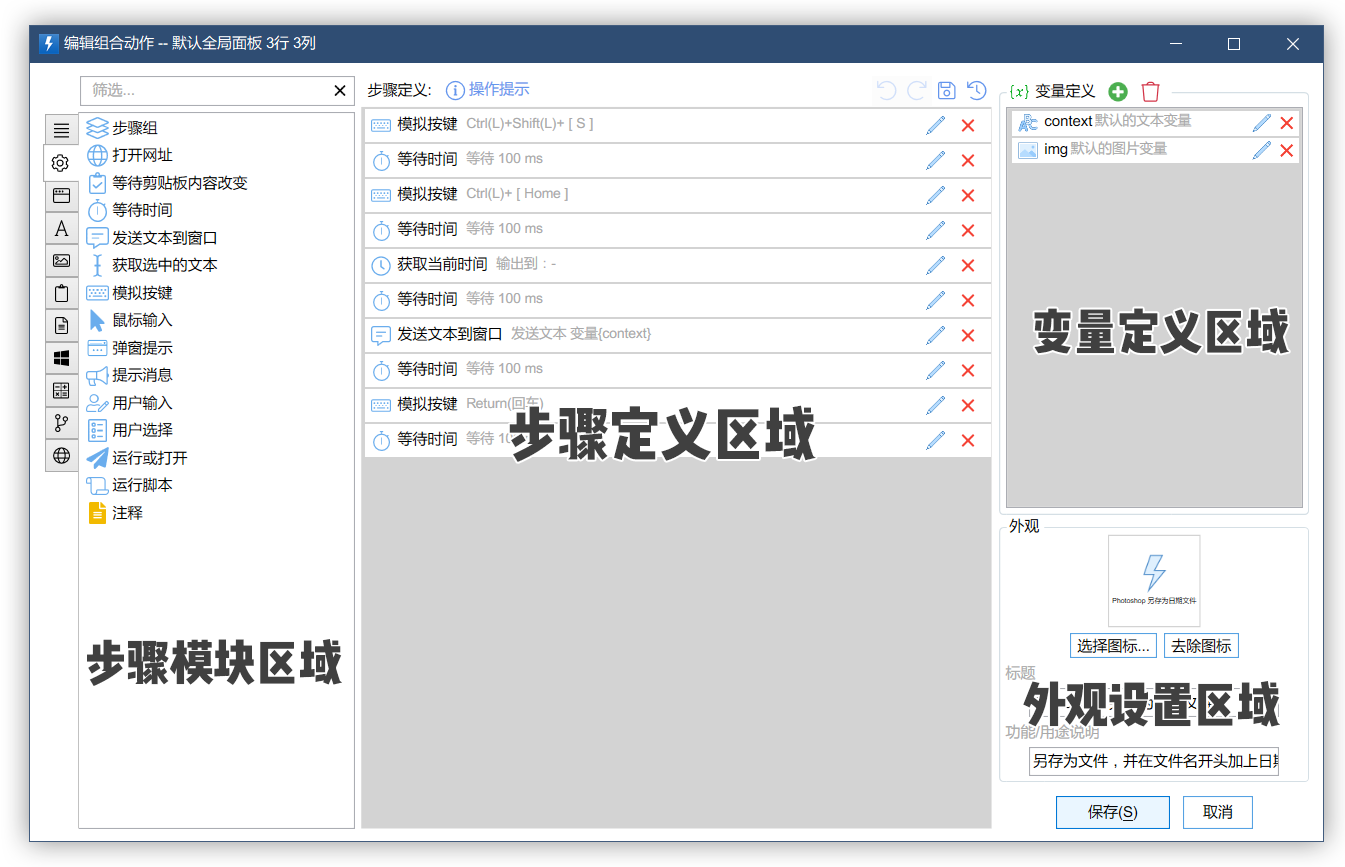 编辑组合动作 -- 默认全局面板 3行 3列
筛选...
步骤组
打开网址
等待剪贴板内容改变
等待时间
发送文本到窗口
获取选中的文本
模拟按键
鼠标输入
弹窗提示
提示消息
用户输入
用户选择
运行或打开
运行脚本
注释
步骤模块区域
步骤定义: 操作提示
模拟按键 Ctrl(L)+Shift(L)+ [ S ]
等待时间 等待 100 ms
模拟按键 Ctrl(L)+ [ Home ]
等待时间 等待 100 ms
获取当前时间 输出到：-
等待时间 等待 100 ms
发送文本到窗口 发送文本 变量{context}
等待时间 等待 100 ms
模拟按键 Return(回车)
等待时间 等待
步骤定义区域
{x} 变量定义
context 默认的文本变量
img 默认的图片变量
变量定义区域
外观
Photoshop 另存为日期文件
选择图标... 去除图标
标题
外观设置区域
功能/用途说明
另存为文件，并在文件名开头加上日期
保存(S) 取消